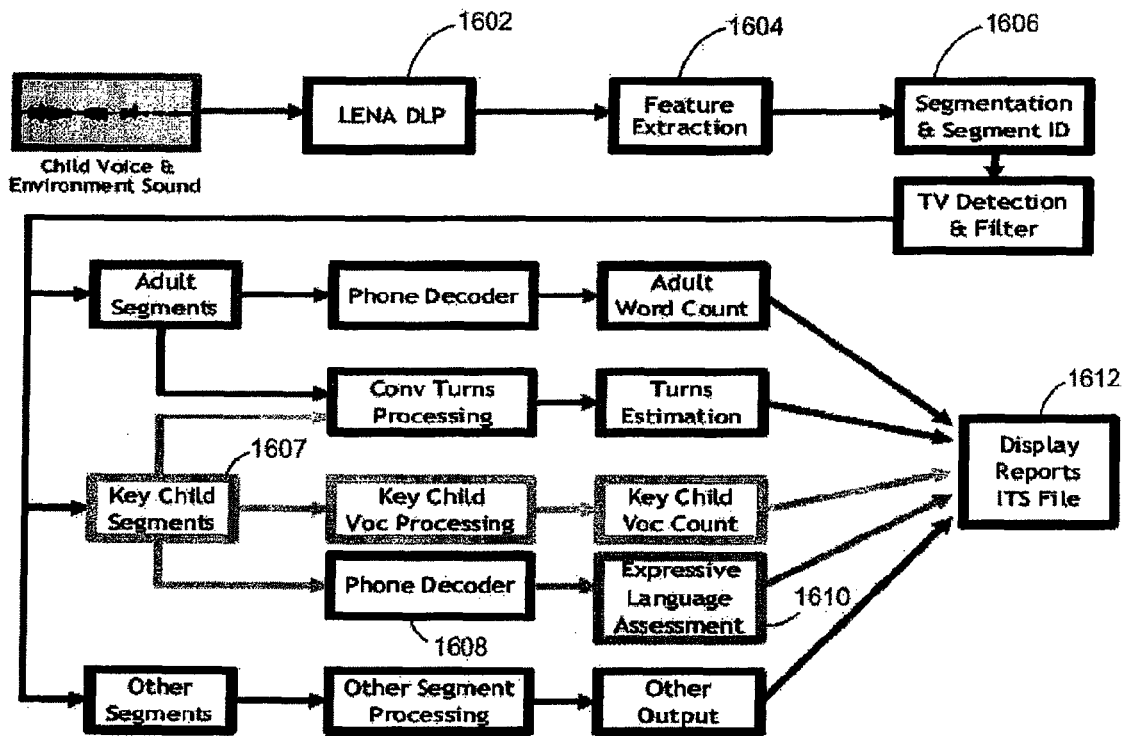 1602
1604
1606
LENA DLP
Feature
Extraction
Segmentation
& Segment ID
Child Voice &
Environment Sound
TV Detection
& Filter
Adult
Segments
Phone Decoder
Adult
Word Count
Conv Turns
Processing
Turns
Estimation
1612
Display
Reports
ITS File
1607
Key Child
Segments
Key Child
Voc Processing
Key Child
Voc Count
Phone Decoder
Expressive
Language
Assessment
1610
1608
Other
Segments
Other Segment
Processing
Other
Output